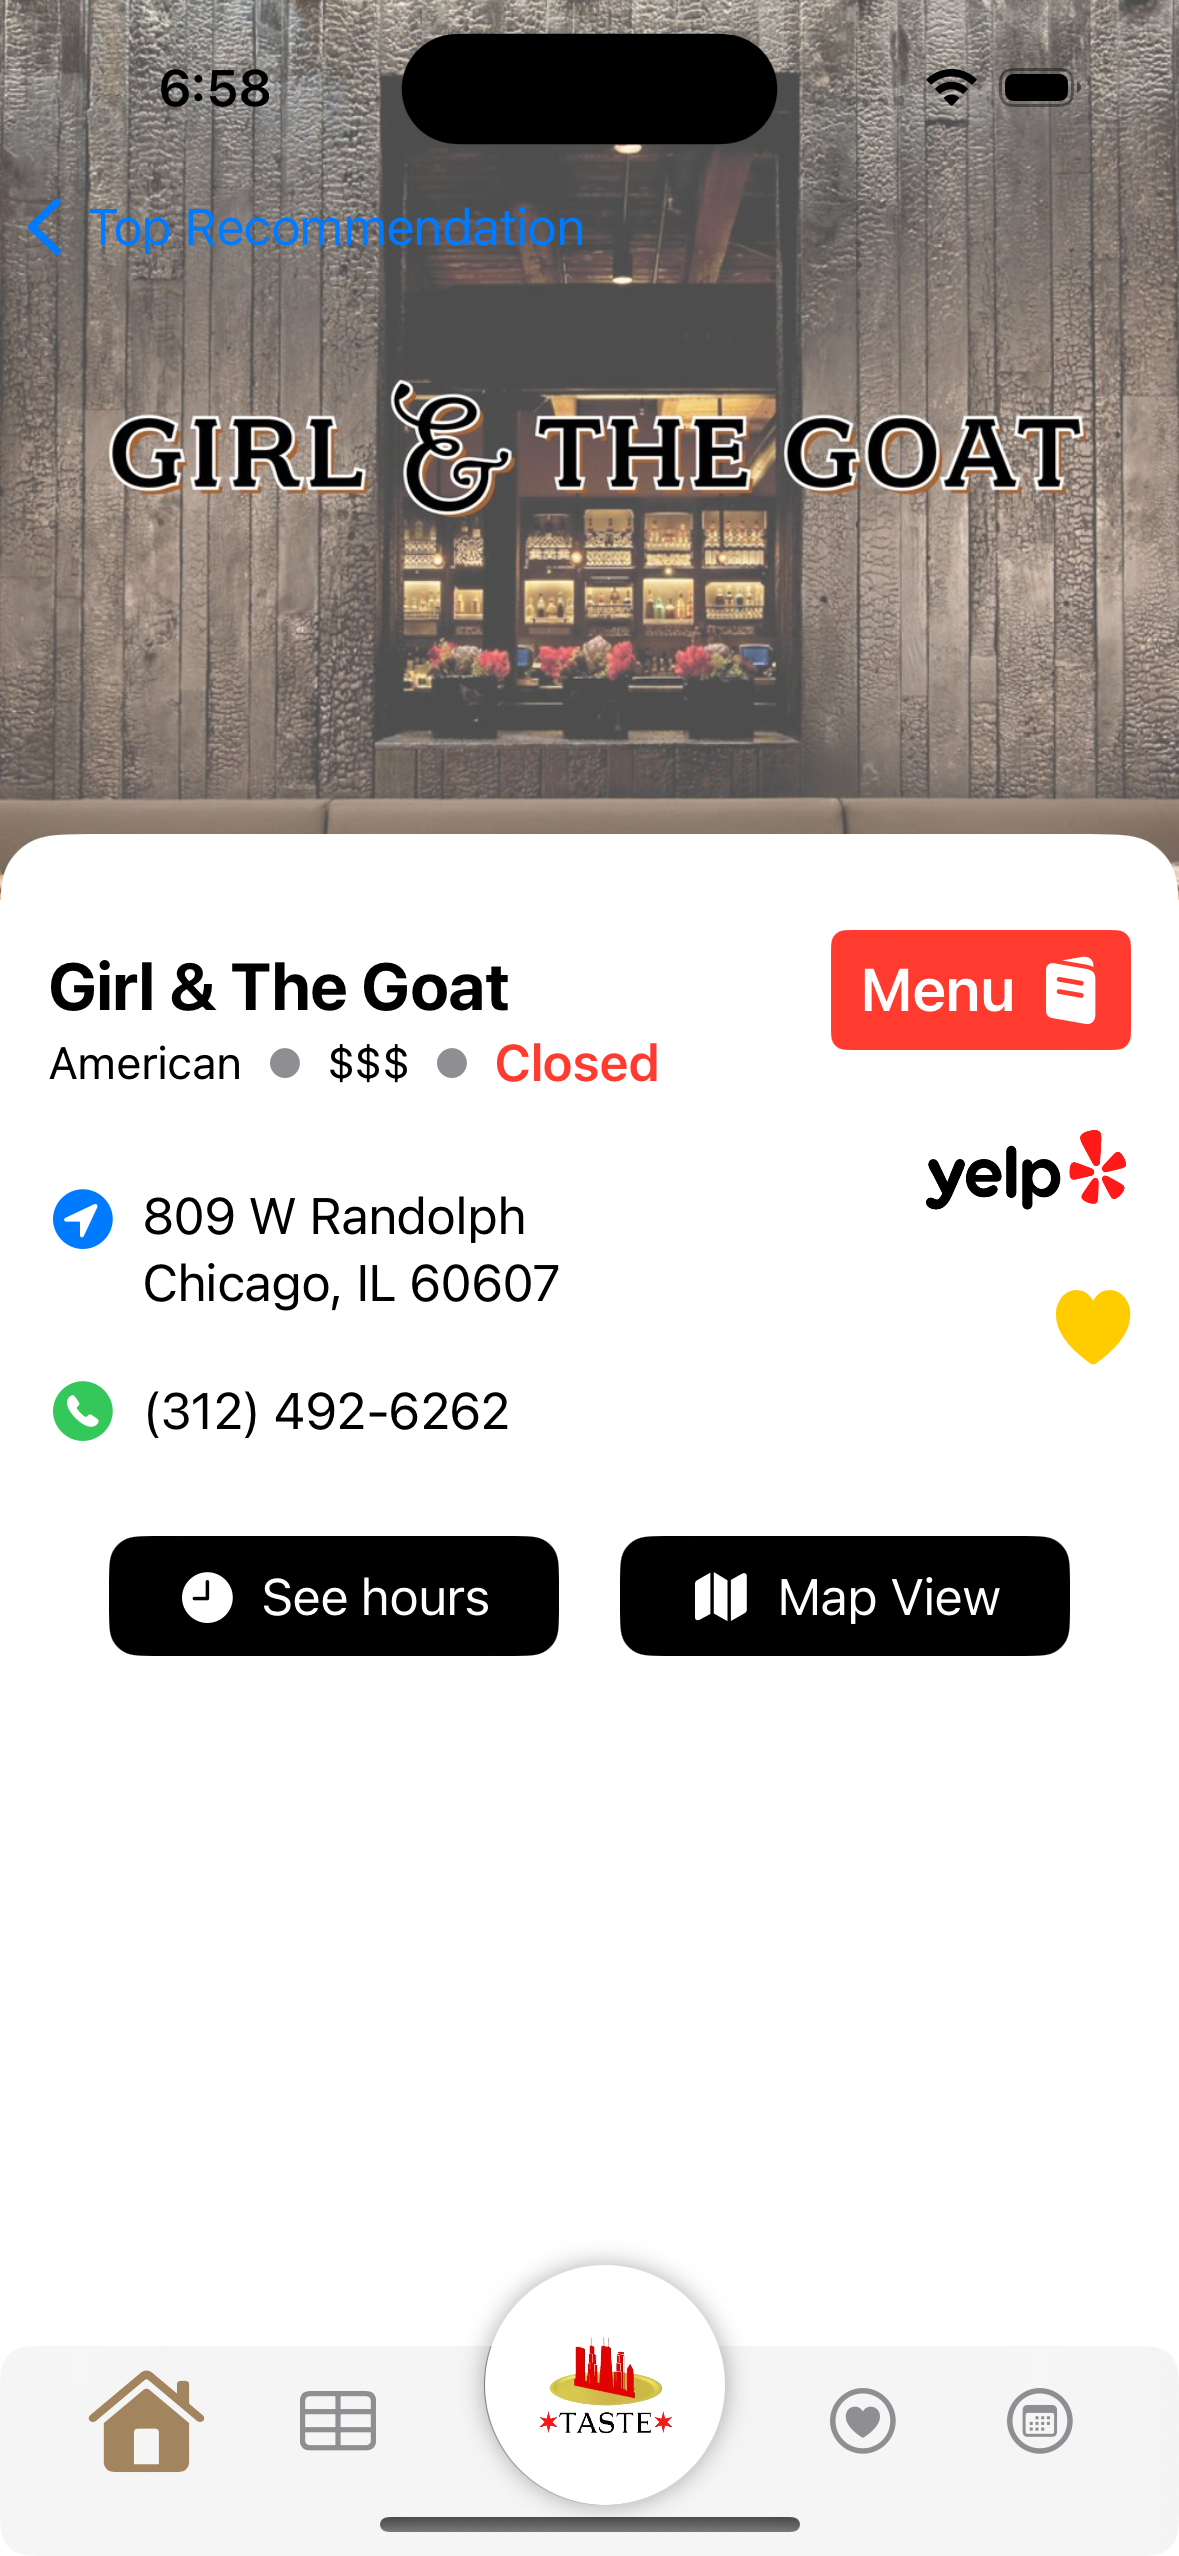 6:58
Top Recommendation
GIRL & THE GOAT
Girl & The Goat
Menu
American $$$ Closed
yelp
809 W Randolph
Chicago, IL 60607
(312) 492-6262
See hours
Map View
TASTE